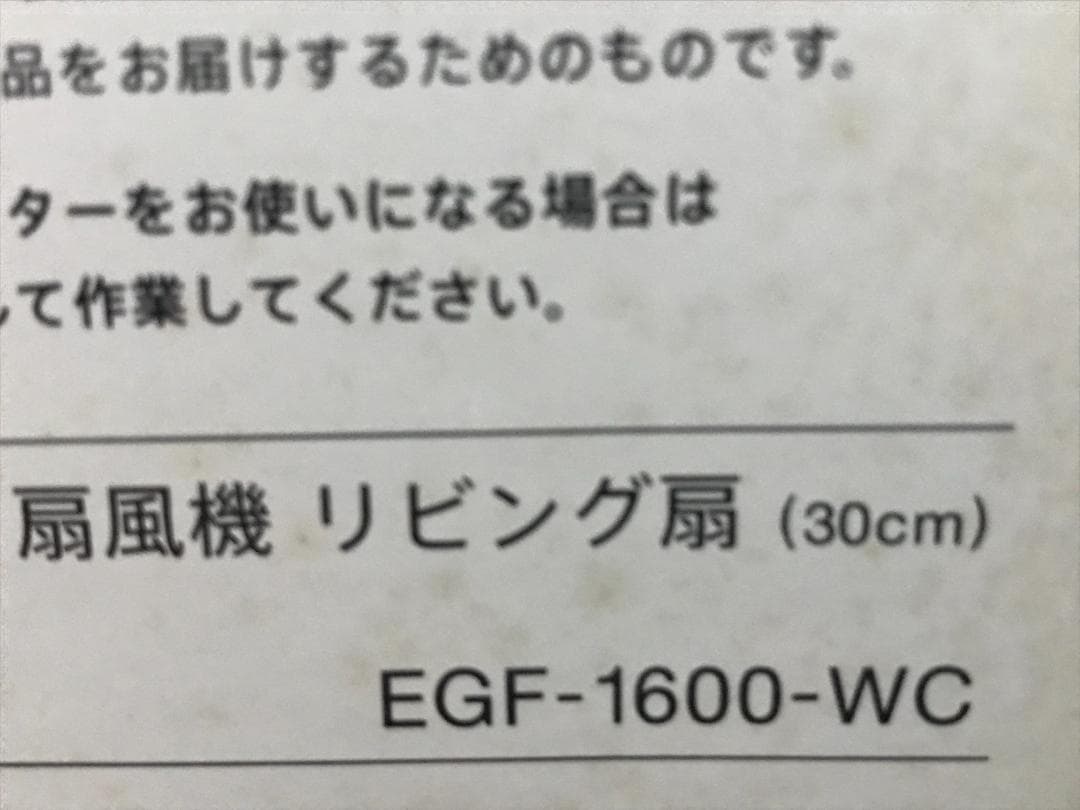 品をお届けするためのものです。
ターをお使いになる場合は
して作業してください。
扇風機 リビング扇 (30cm)
EGF-1600-WC